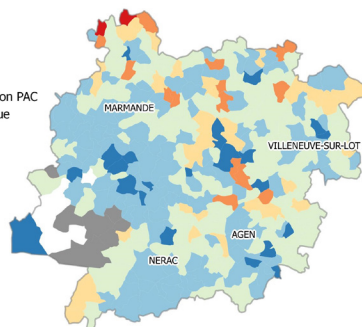 on PAC
ue
MARMANDE
VILLENEUVE-SUR-LOT
AGEN
NERAC